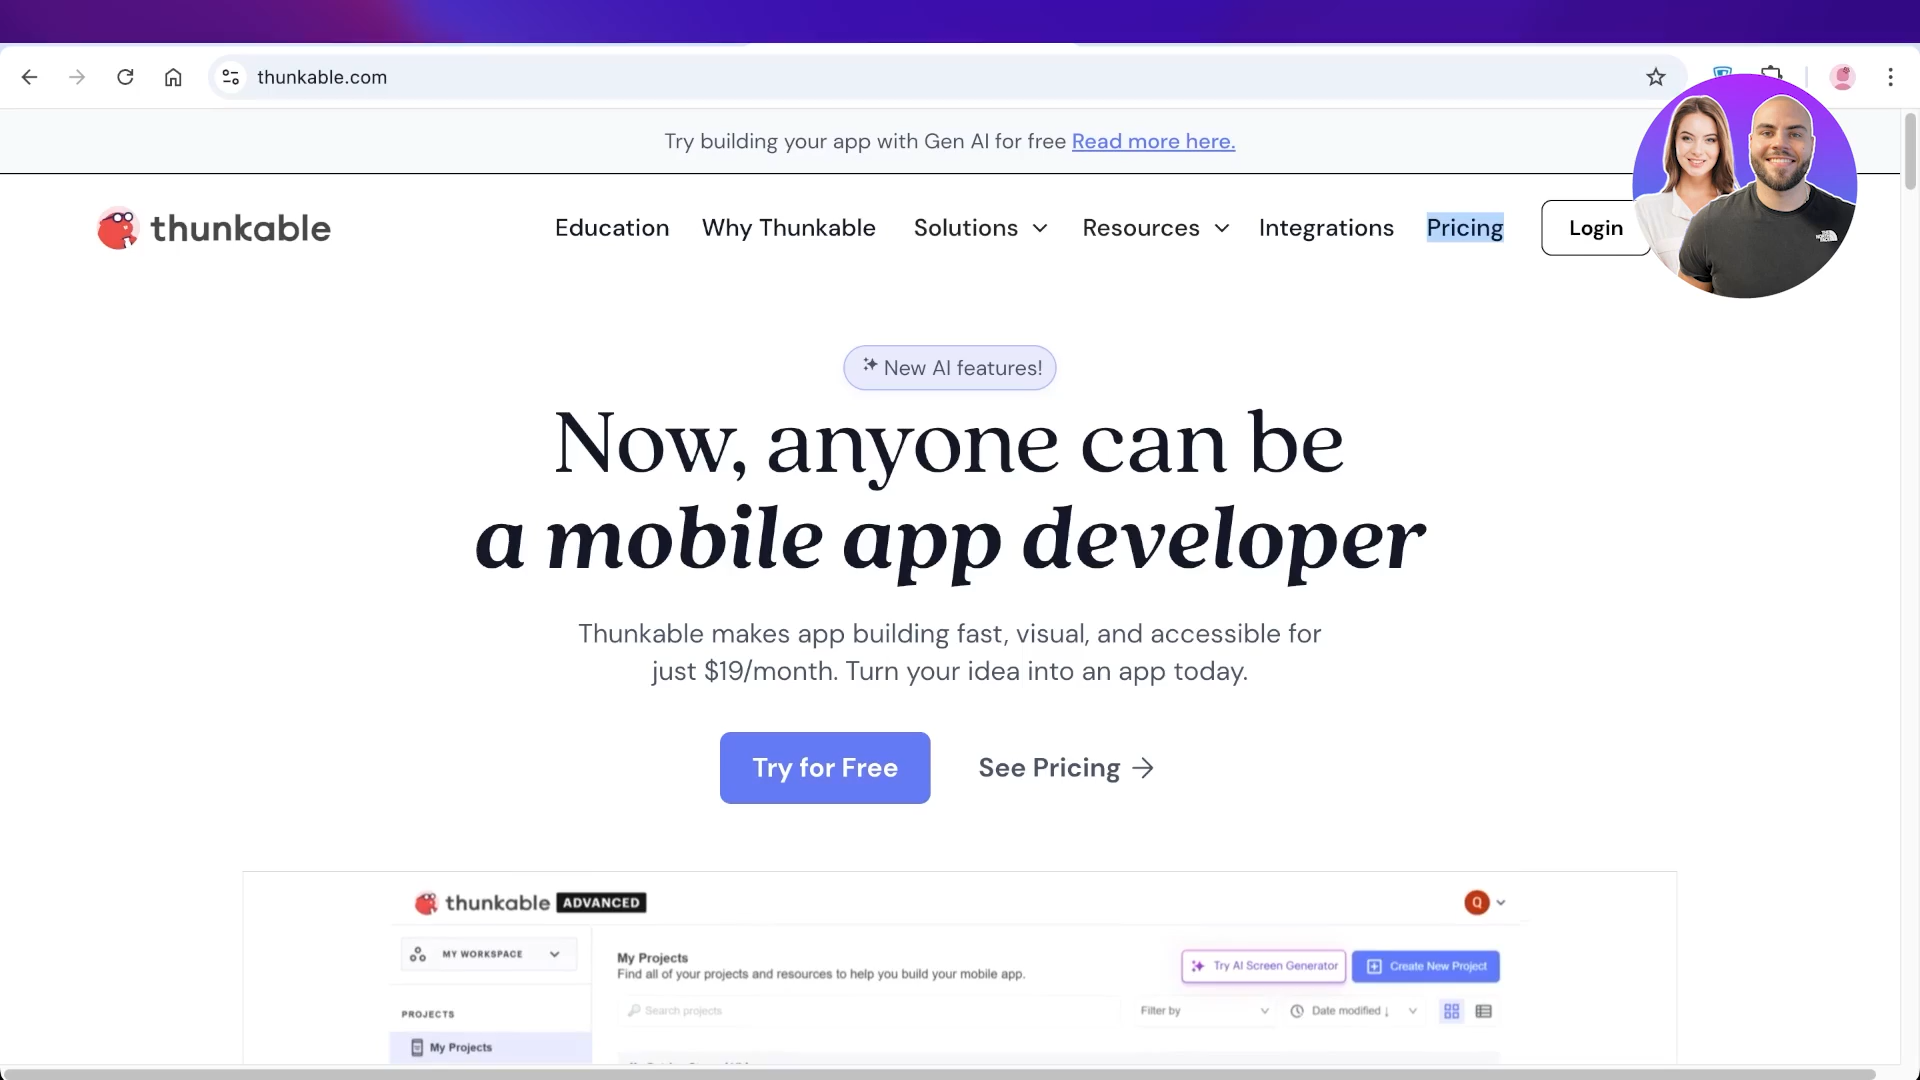 thunkable.com
Try building your app with Gen AI for free Read more here.
thunkable
Education
Why Thunkable
Solutions
Resources
Integrations
Pricing
Login
New AI features!
Now, anyone can be
a mobile app developer
Thunkable makes app building fast, visual, and accessible for
just $19/month. Turn your idea into an app today.
Try for Free
See Pricing →
thunkable ADVANCED
Q
MY WORKSPACE
My Projects
Find all of your projects and resources to help you build your mobile app.
Try AI Screen Generator
Create New Project
Search projects
Filter by
Date modified ↓
PROJECTS
My Projects